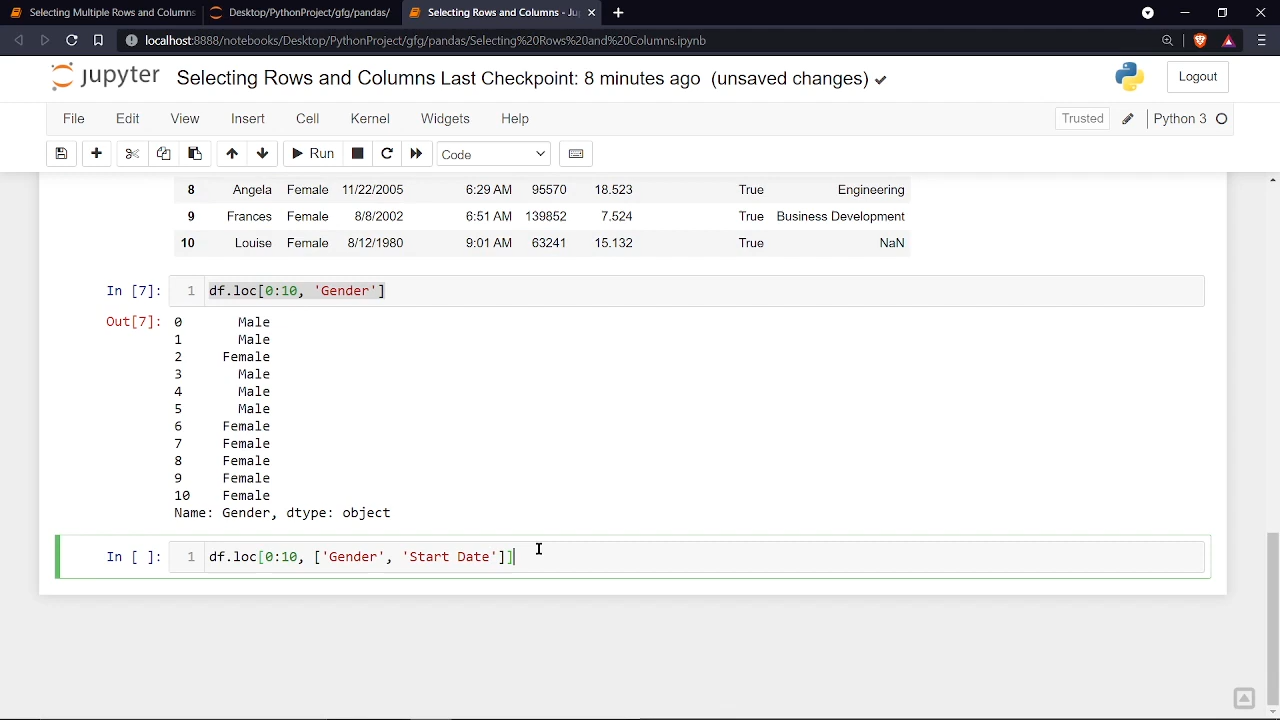 Selecting Multiple Rows and Columns
Desktop/PythonProject/gfg/pandas/
Selecting Rows and Columns - Ju
localhost:8888/notebooks/Desktop/PythonProject/gfg/pandas/Selecting%20Rows%20and%20Columns.ipynb
jupyter Selecting Rows and Columns Last Checkpoint: 8 minutes ago (unsaved changes) Logout
File Edit View Insert Cell Kernel Widgets Help Trusted Python 3
Run Code
8 Angela Female 11/22/2005 6:29 AM 95570 18.523 True Engineering
9 Frances Female 8/8/2002 6:51 AM 139852 7.524 True Business Development
10 Louise Female 8/12/1980 9:01 AM 63241 15.132 True NaN
In [7]: 1 df.loc[0:10, 'Gender']
Out[7]: 0 Male
1 Male
2 Female
3 Male
4 Male
5 Male
6 Female
7 Female
8 Female
9 Female
10 Female
Name: Gender, dtype: object
In [ ]: 1 df.loc[0:10, ['Gender', 'Start Date']]